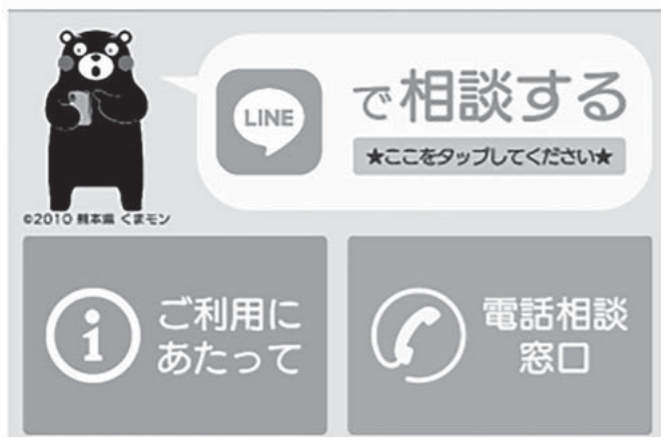 LINE
で相談する
★ここをタップしてください★
©2010 熊本県 くまモン
ご利用に
あたって
電話相談
窓口